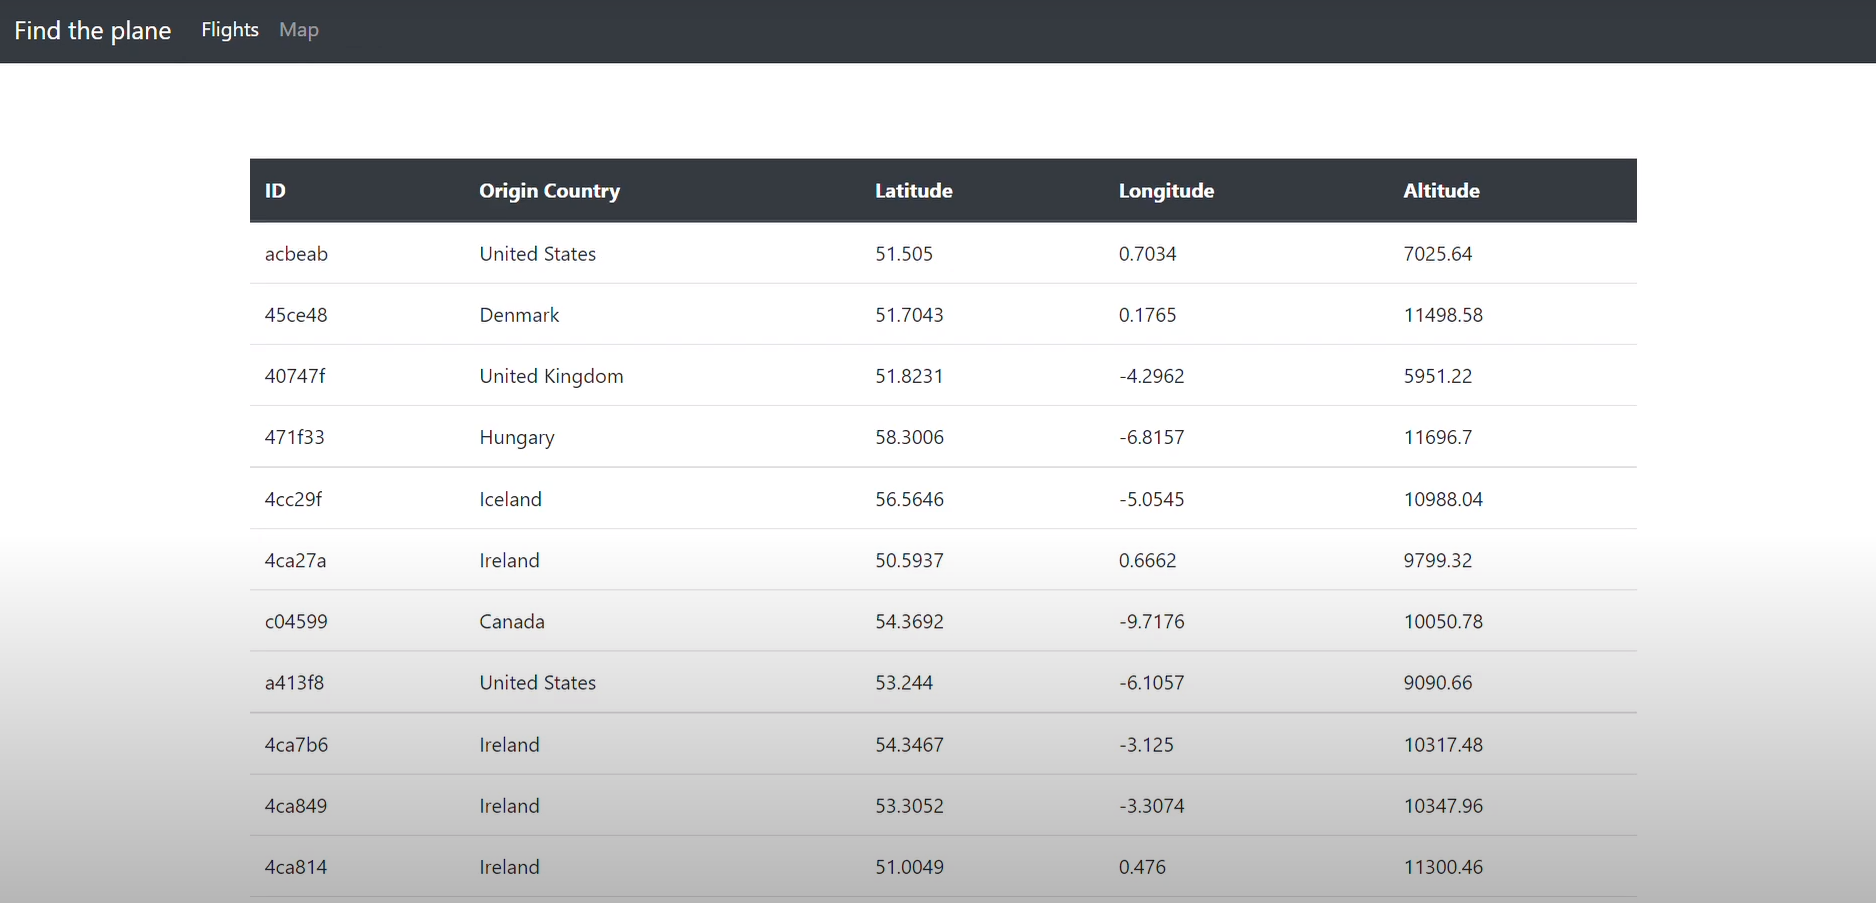 Find the plane Flights Map
ID Origin Country Latitude Longitude Altitude
acbeab United States 51.505 0.7034 7025.64
45ce48 Denmark 51.7043 0.1765 11498.58
40747f United Kingdom 51.8231 -4.2962 5951.22
471f33 Hungary 58.3006 -6.8157 11696.7
4cc29f Iceland 56.5646 -5.0545 10988.04
4ca27a Ireland 50.5937 0.6662 9799.32
c04599 Canada 54.3692 -9.7176 10050.78
a413f8 United States 53.244 -6.1057 9090.66
4ca7b6 Ireland 54.3467 -3.125 10317.48
4ca849 Ireland 53.3052 -3.3074 10347.96
4ca814 Ireland 51.0049 0.476 11300.46